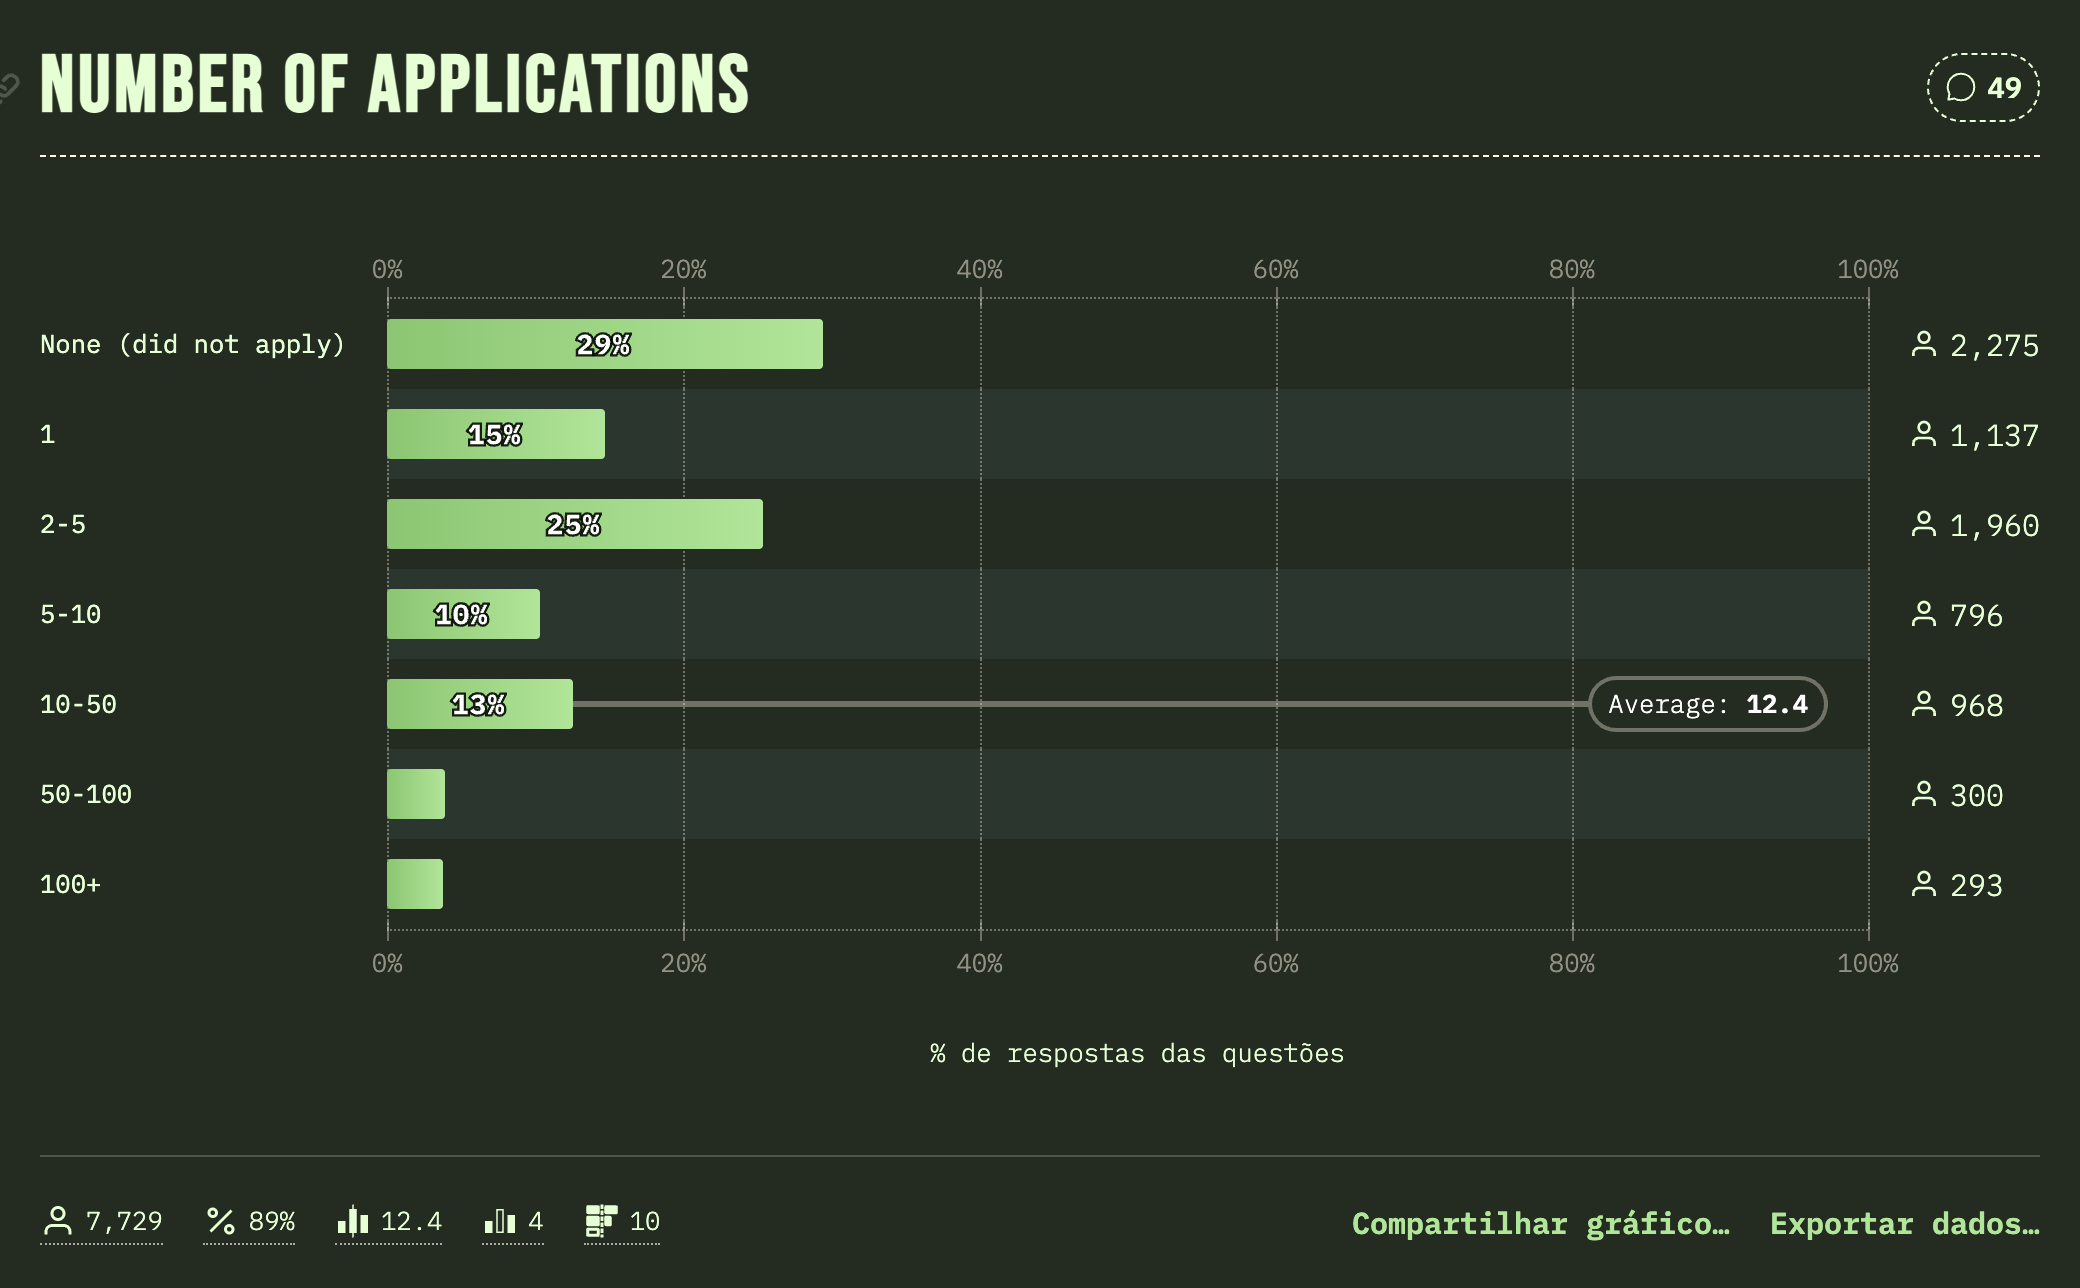 NUMBER OF APPLICATIONS
49
0% 20% 40% 60% 80% 100%
None (did not apply) 29% 2,275
1 15% 1,137
2-5 25% 1,960
5-10 10% 796
10-50 13% Average: 12.4 968
50-100 300
100+ 293
0% 20% 40% 60% 80% 100%
% de respostas das questões
7,729 89% 12.4 4 10 Compartilhar gráfico… Exportar dados…